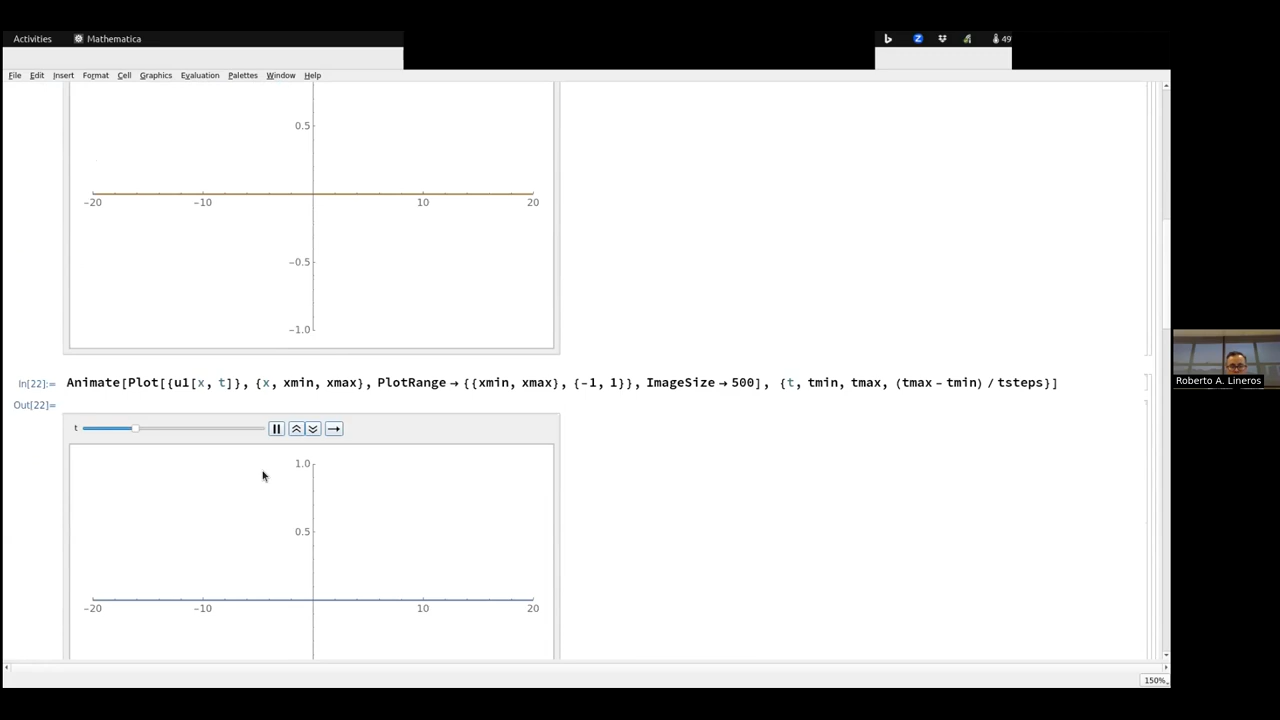 Activities Mathematica 49
File Edit Insert Format Cell Graphics Evaluation Palettes Window Help
0.5
-20 -10 10 20
-0.5
-1.0
In[22]:= Animate[Plot[{u1[x, t]}, {x, xmin, xmax}, PlotRange → {{xmin, xmax}, {-1, 1}}, ImageSize → 500], {t, tmin, tmax, (tmax - tmin) / tsteps}]
Roberto A. Lineros
Out[22]=
t
1.0
0.5
-20 -10 10 20
150%